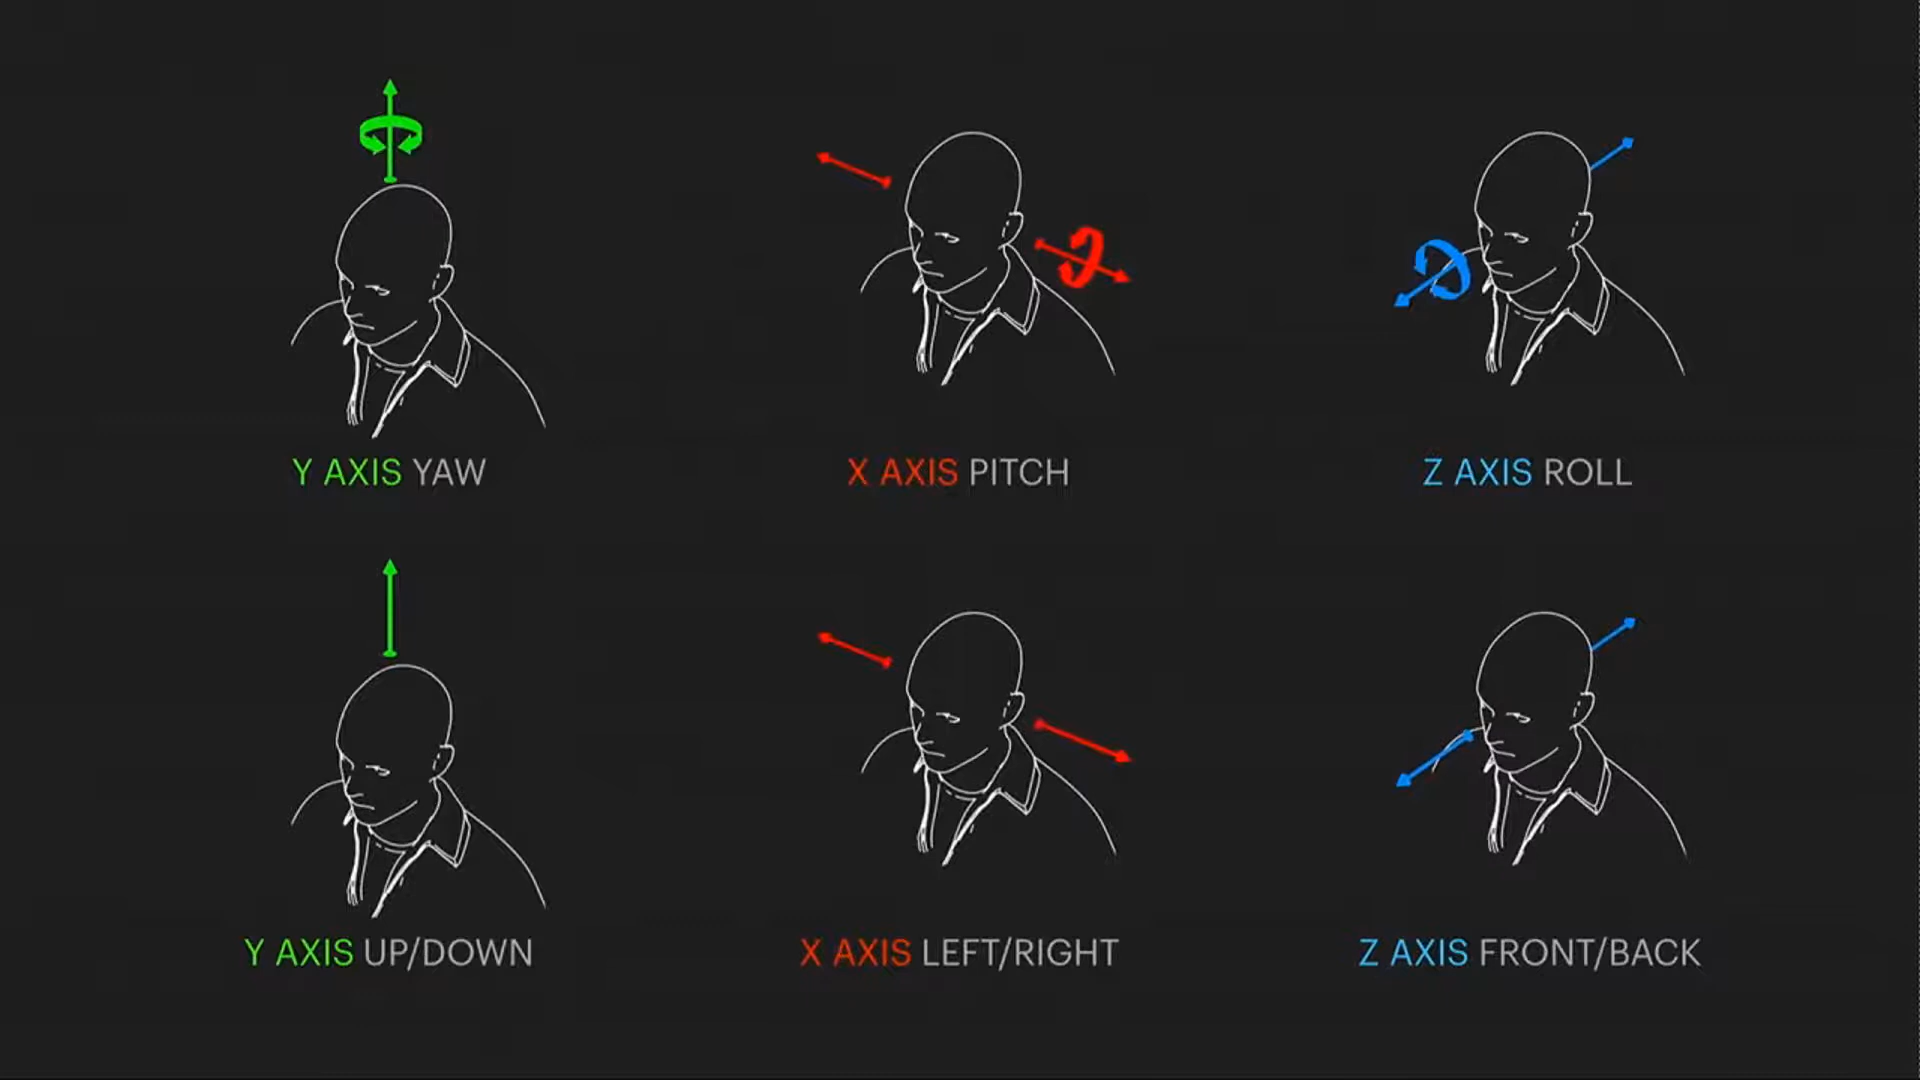 Y AXIS YAW
X AXIS PITCH
Z AXIS ROLL
Y AXIS UP/DOWN
X AXIS LEFT/RIGHT
Z AXIS FRONT/BACK